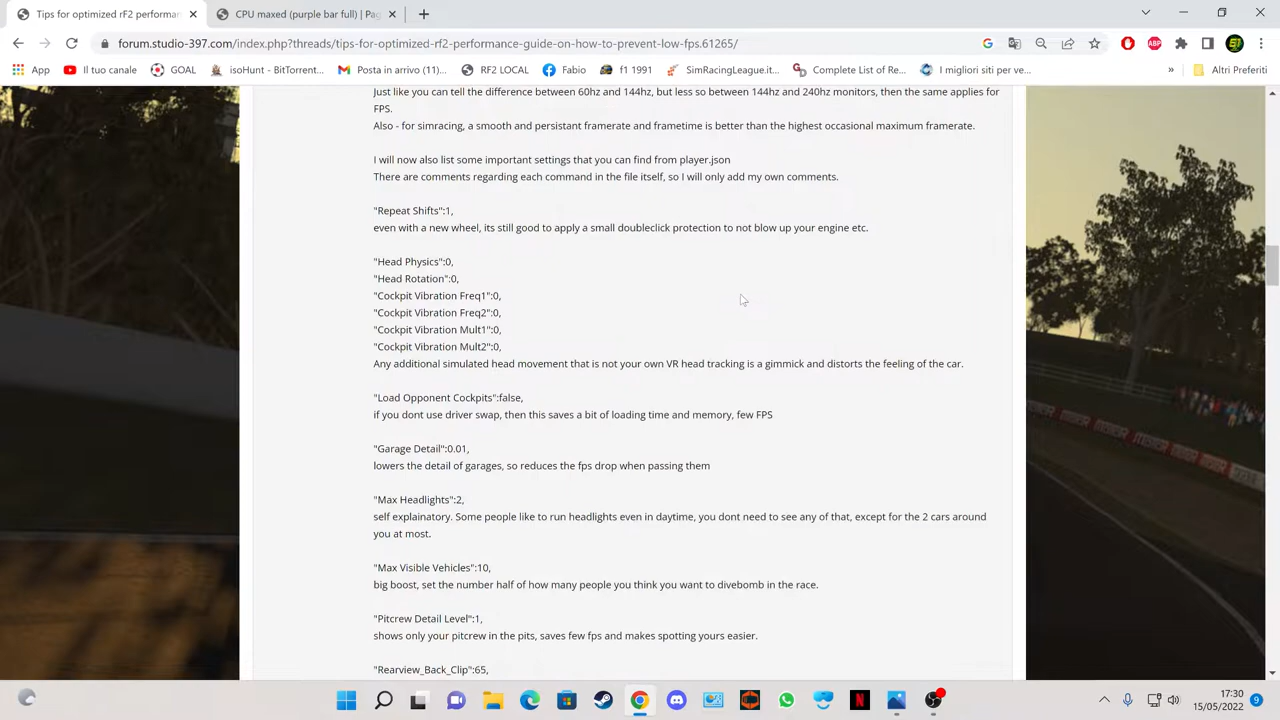 Tips for optimized rF2 performan
CPU maxed (purple bar full) | Pag
forum.studio-397.com/index.php?threads/tips-for-optimized-rf2-performance-guide-on-how-to-prevent-low-fps.61265/
App
Il tuo canale
GOAL
isoHunt - BitTorrent...
Posta in arrivo (11)...
RF2 LOCAL
Fabio
f1 1991
SimRacingLeague.it...
Complete List of Re...
I migliori siti per ve...
»
Altri Preferiti
Just like you can tell the difference between 60hz and 144hz, but less so between 144hz and 240hz monitors, then the same applies for
FPS.
Also - for simracing, a smooth and persistant framerate and frametime is better than the highest occasional maximum framerate.
I will now also list some important settings that you can find from player.json
There are comments regarding each command in the file itself, so I will only add my own comments.
"Repeat Shifts":1,
even with a new wheel, its still good to apply a small doubleclick protection to not blow up your engine etc.
"Head Physics":0,
"Head Rotation":0,
"Cockpit Vibration Freq1":0,
"Cockpit Vibration Freq2":0,
"Cockpit Vibration Mult1":0,
"Cockpit Vibration Mult2":0,
Any additional simulated head movement that is not your own VR head tracking is a gimmick and distorts the feeling of the car.
"Load Opponent Cockpits":false,
if you dont use driver swap, then this saves a bit of loading time and memory, few FPS
"Garage Detail":0.01,
lowers the detail of garages, so reduces the fps drop when passing them
"Max Headlights":2,
self explainatory. Some people like to run headlights even in daytime, you dont need to see any of that, except for the 2 cars around
you at most.
"Max Visible Vehicles":10,
big boost, set the number half of how many people you think you want to divebomb in the race.
"Pitcrew Detail Level":1,
shows only your pitcrew in the pits, saves few fps and makes spotting yours easier.
"Rearview_Back_Clip":65,
17:30
15/05/2022
9